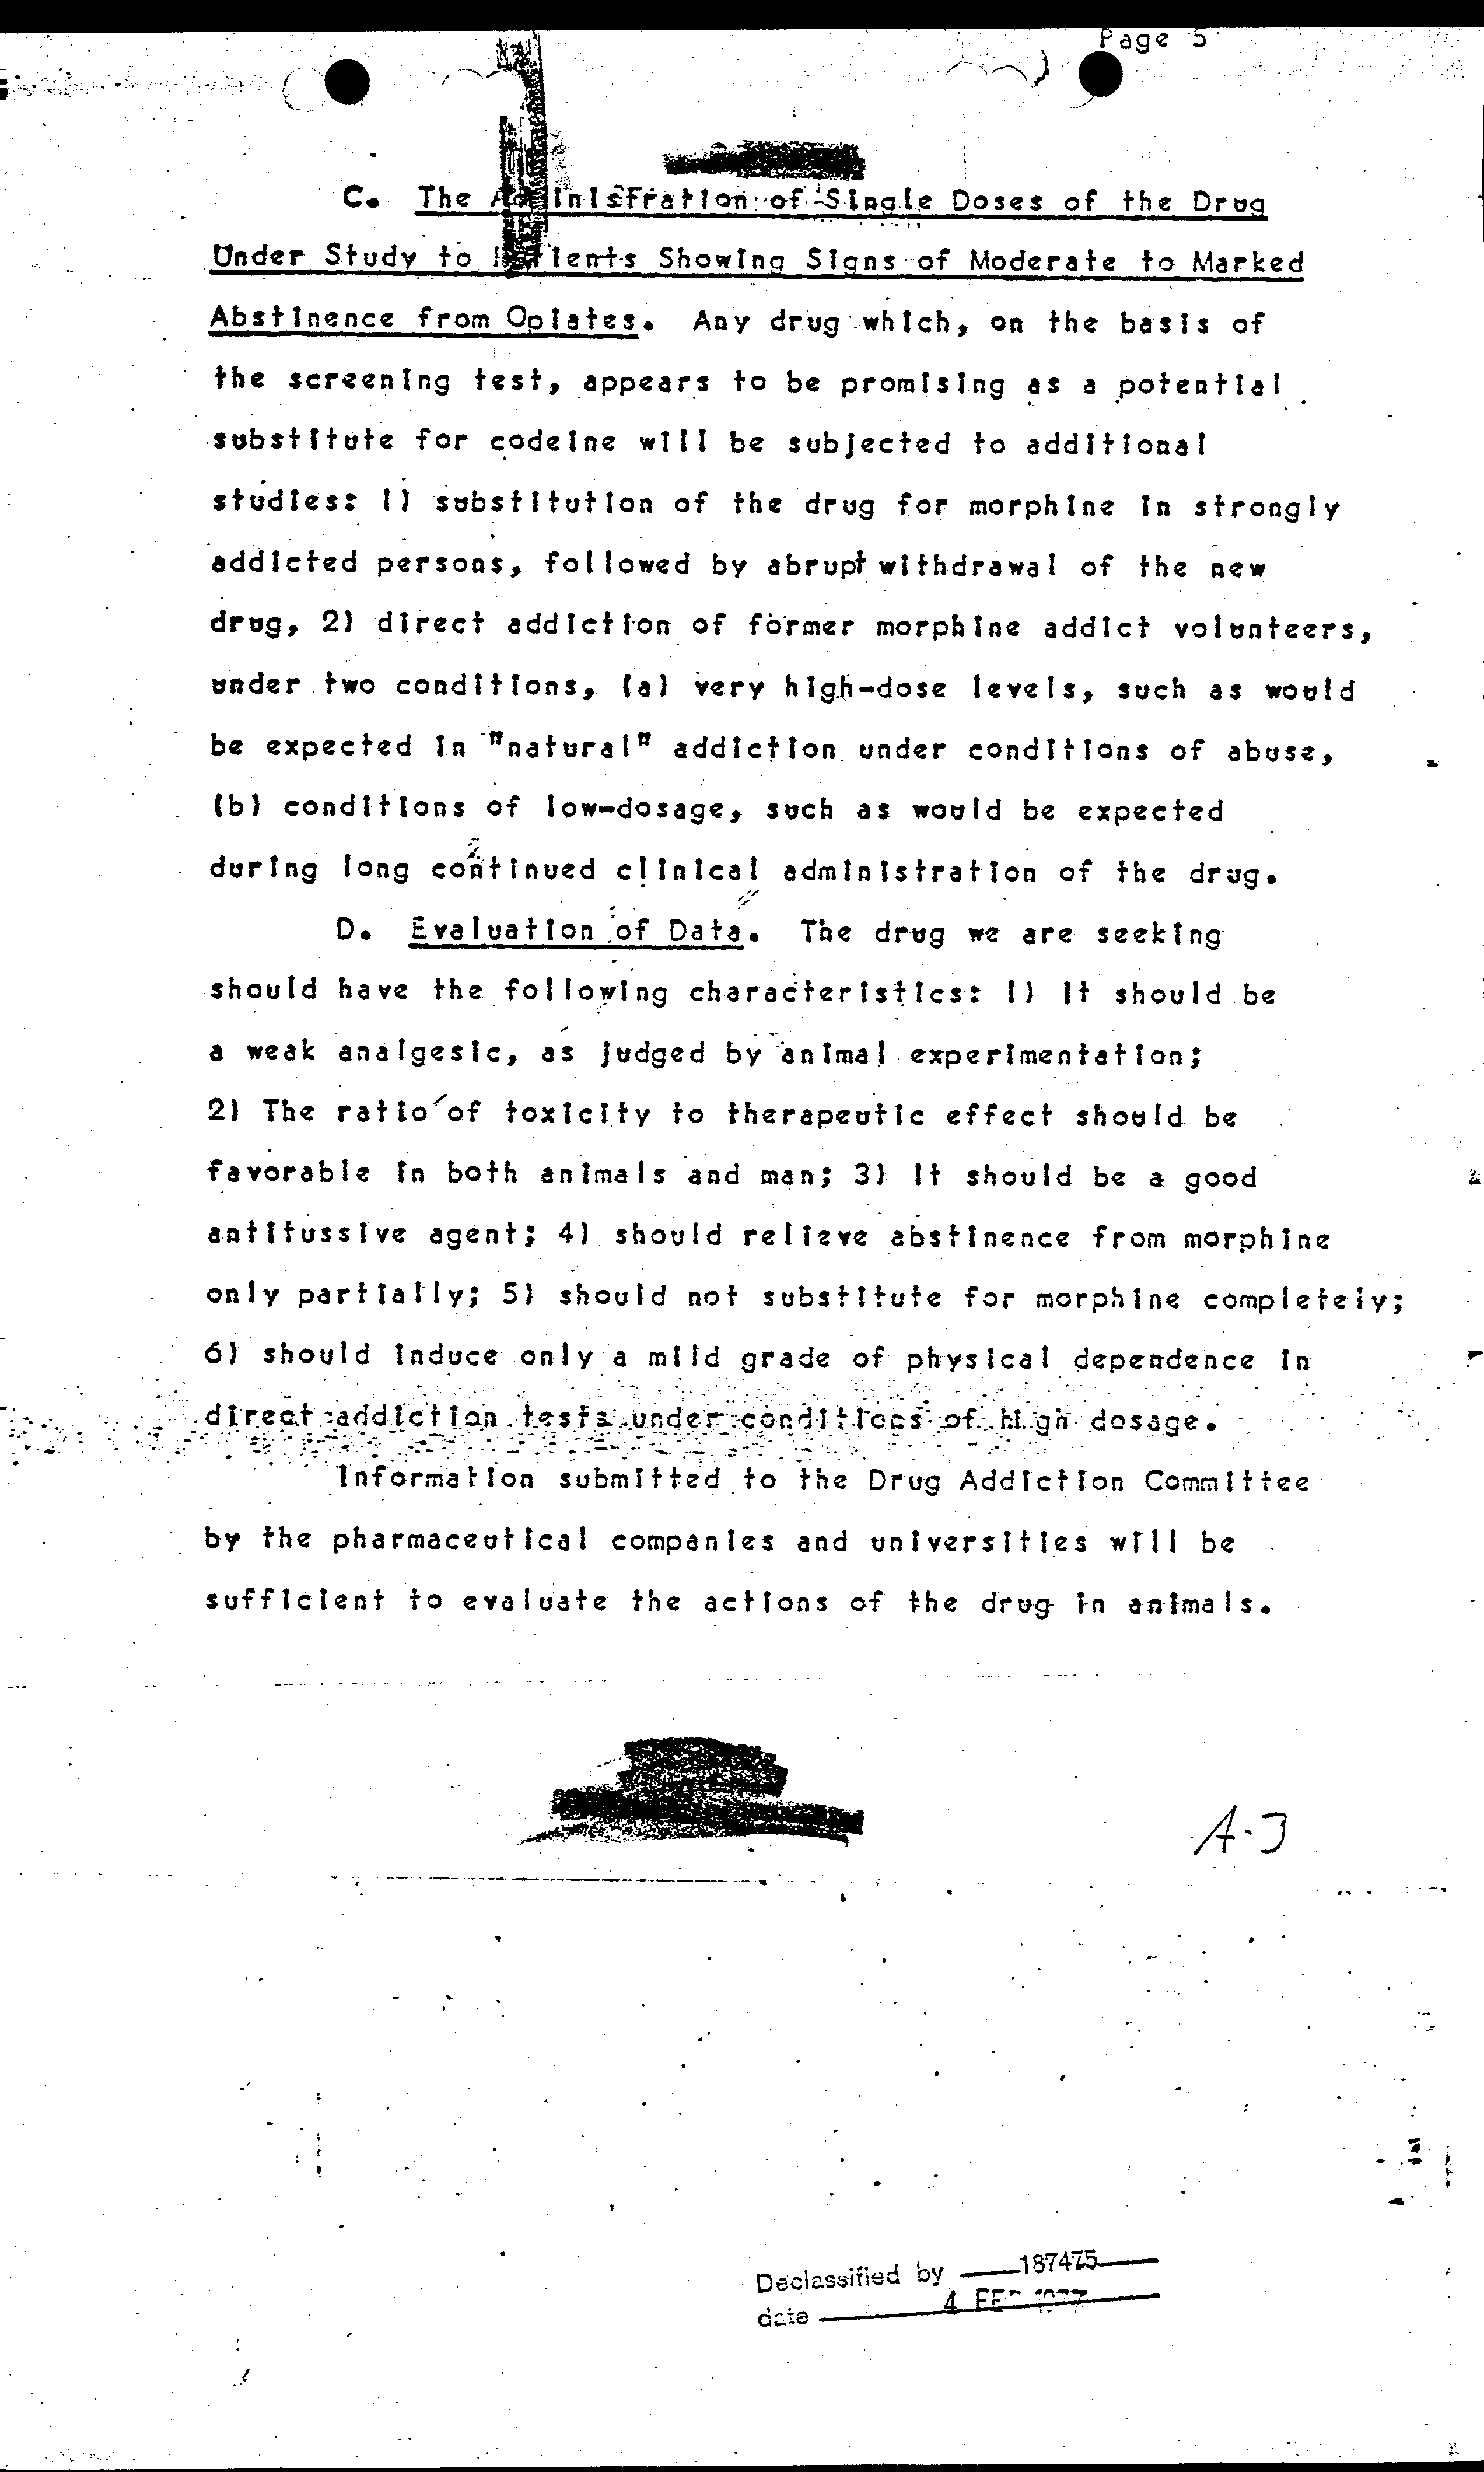 Page 5
C. The Administration of Single Doses of the Drug
Under Study to Patients Showing Signs of Moderate to Marked
Abstinence from Opiates. Any drug which, on the basis of
the screening test, appears to be promising as a potential
substitute for codeine will be subjected to additional
studies: 1) substitution of the drug for morphine in strongly
addicted persons, followed by abrupt withdrawal of the new
drug, 2) direct addiction of former morphine addict volunteers,
under two conditions, (a) very high-dose levels, such as would
be expected in "natural" addiction under conditions of abuse,
(b) conditions of low-dosage, such as would be expected
during long continued clinical administration of the drug.
D. Evaluation of Data. The drug we are seeking
should have the following characteristics: 1) It should be
a weak analgesic, as judged by animal experimentation;
2) The ratio of toxicity to therapeutic effect should be
favorable in both animals and man; 3) It should be a good
antitussive agent; 4) should relieve abstinence from morphine
only partially; 5) should not substitute for morphine completely;
6) should induce only a mild grade of physical dependence in
direct addiction tests under conditions of high dosage.
Information submitted to the Drug Addiction Committee
by the pharmaceutical companies and universities will be
sufficient to evaluate the actions of the drug in animals.
A-3
Declassified by 187475
date 4 FEB 1977